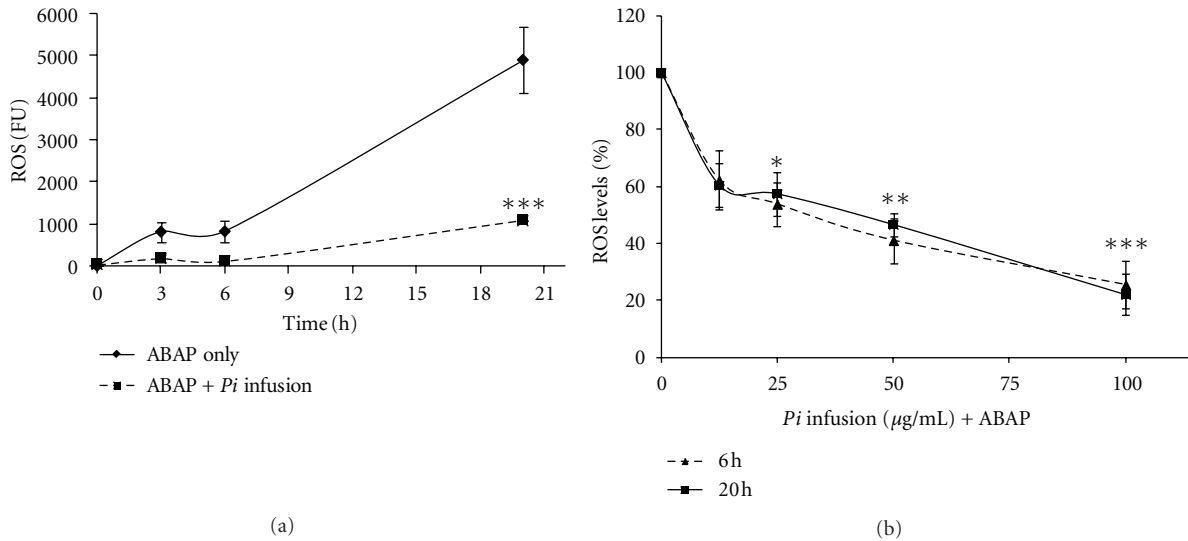 6000
5000
4000
3000
2000
1000
0
ROS (FU)
0 3 6 9 12 15 18 21
Time (h)
***
ABAP only
ABAP + Pi infusion
(a)
120
100
80
60
40
20
0
ROS levels (%)
0 25 50 75 100
Pi infusion (µg/mL) + ABAP
*
**
***
6 h
20 h
(b)